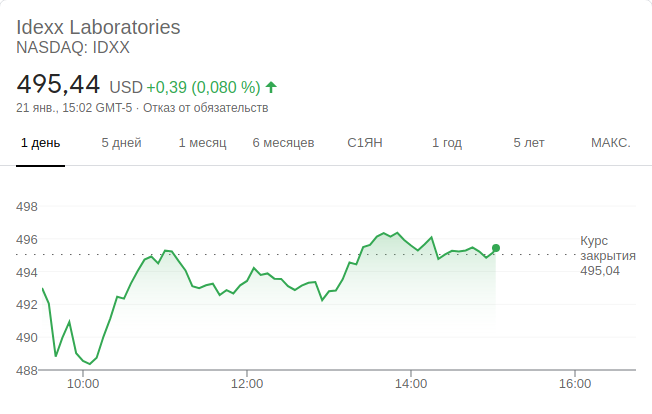 Idexx Laboratories
NASDAQ: IDXX
495,44 USD +0,39 (0,080 %)
21 янв., 15:02 GMT-5 · Отказ от обязательств
1 день 5 дней 1 месяц 6 месяцев С1ЯН 1 год 5 лет МАКС.
498
496
Курс
закрытия
495,04
494
492
490
488
10:00 12:00 14:00 16:00